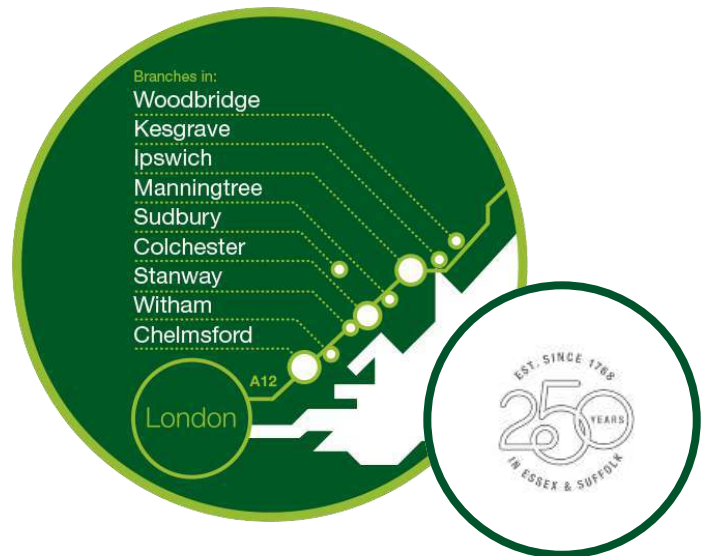 Branches in:
Woodbridge
Kesgrave
Ipswich
Manningtree
Sudbury
Colchester
Stanway
Witham
Chelmsford
A12
London
EST. SINCE 1768
250
YEARS
IN ESSEX & SUFFOLK